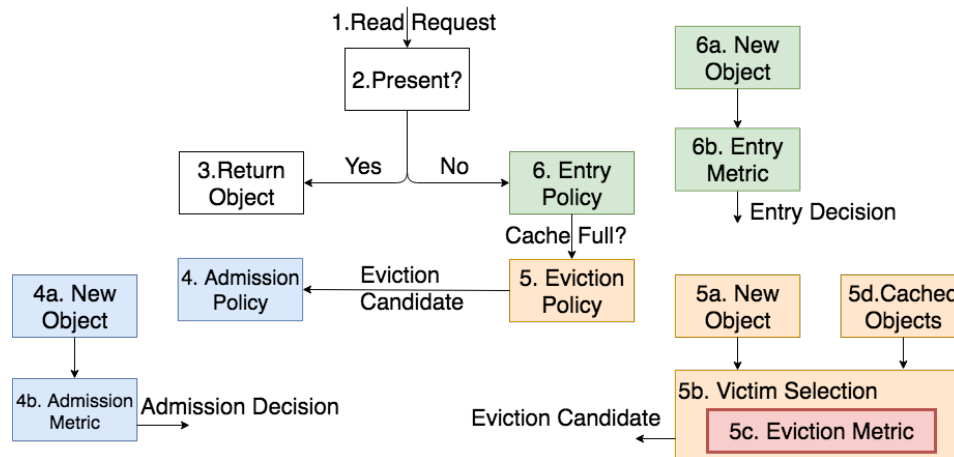 1.Read Request
2.Present?
Yes
No
3.Return
Object
6. Entry
Policy
Cache Full?
4. Admission
Policy
Eviction
Candidate
5. Eviction
Policy
6a. New
Object
6b. Entry
Metric
Entry Decision
4a. New
Object
4b. Admission
Metric
Admission Decision
5a. New
Object
5d.Cached
Objects
5b. Victim Selection
5c. Eviction Metric
Eviction Candidate